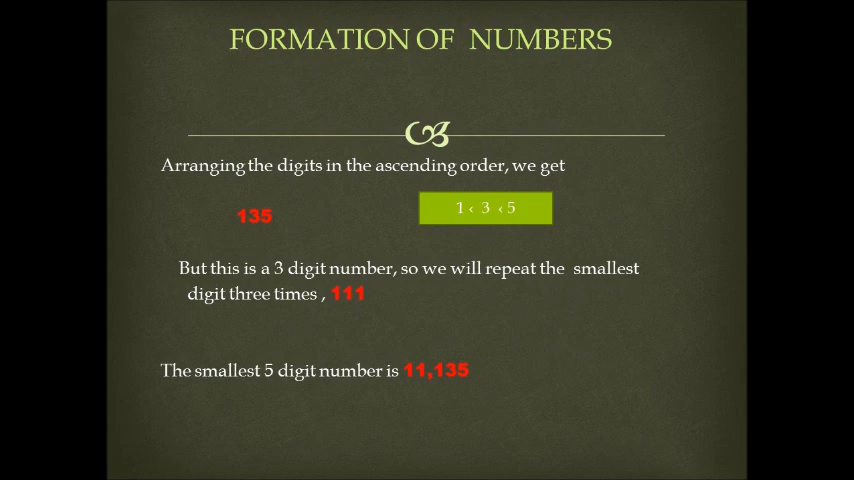 FORMATION OF NUMBERS
Arranging the digits in the ascending order, we get
135
1 ‹ 3 ‹ 5
But this is a 3 digit number, so we will repeat the smallest
digit three times , 111
The smallest 5 digit number is 11,135